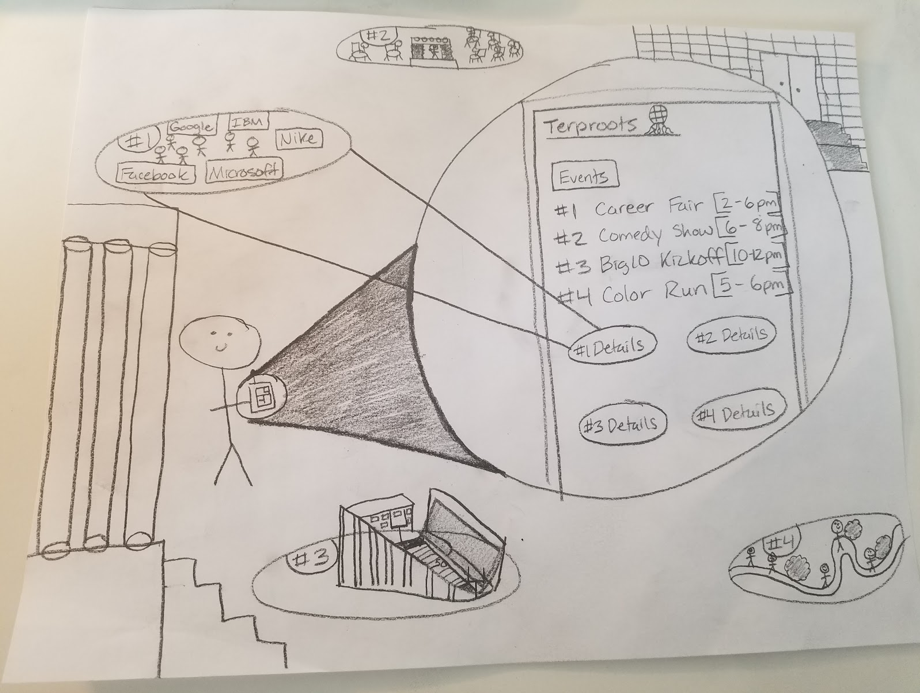 #2
#1
Google
IBM
Nike
Facebook
Microsoft
Terproots
Events
#1 Career Fair [2-6pm]
#2 Comedy Show [6-8pm]
#3 Big10 Kickoff [10-12pm]
#4 Color Run [5-6pm]
#1 Details
#2 Details
#3 Details
#4 Details
#3
#4